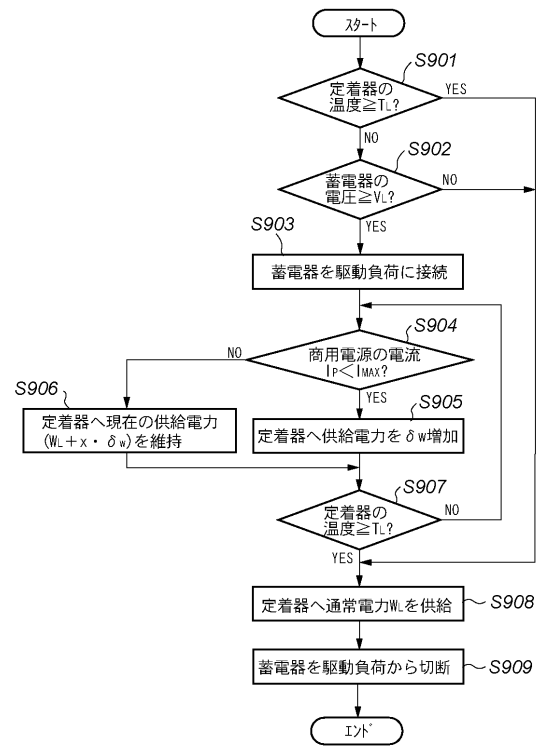 スタート
S901
定着器の
温度≧TL?
YES
NO
S902
蓄電器の
電圧≧VL?
NO
YES
S903
蓄電器を駆動負荷に接続
S904
商用電源の電流
IP<IMAX?
NO
YES
S906
定着器へ現在の供給電力
(WL+x・δw)を維持
S905
定着器へ供給電力をδw増加
S907
定着器の
温度≧TL?
NO
YES
定着器へ通常電力WLを供給
S908
蓄電器を駆動負荷から切断
S909
エンド